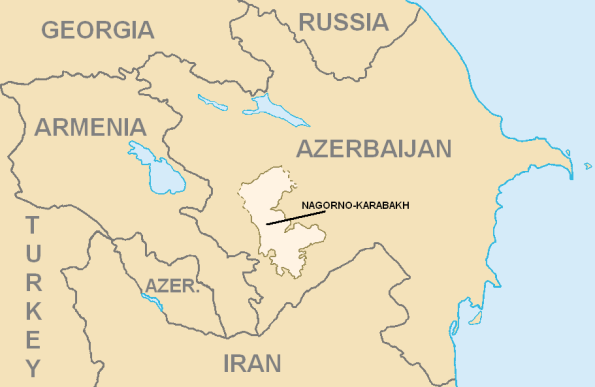 GEORGIA
RUSSIA
ARMENIA
AZERBAIJAN
NAGORNO-KARABAKH
TURKEY
AZER.
IRAN